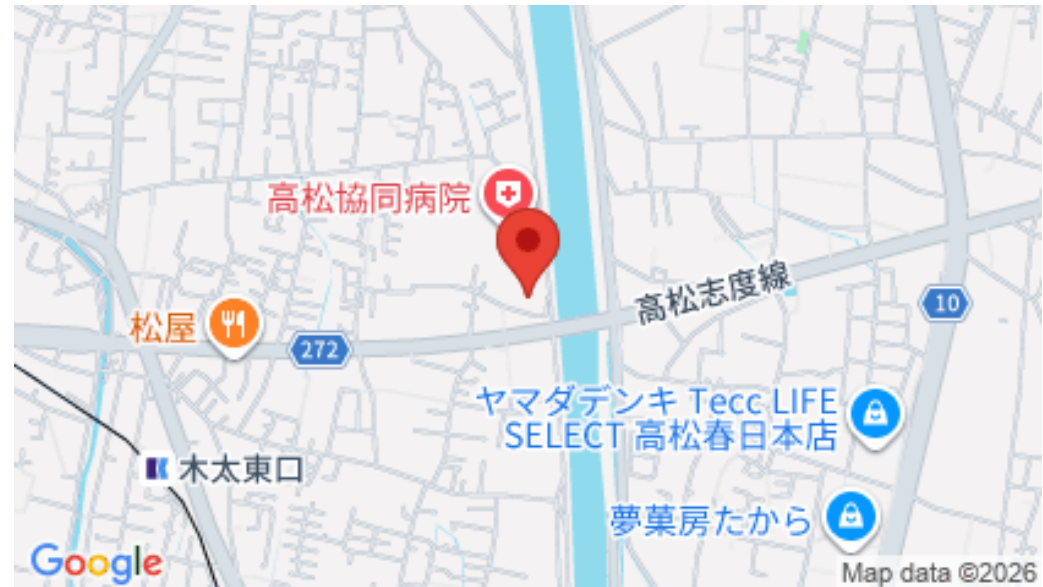 高松協同病院
高松志度線
10
松屋
272
ヤマダデンキ Tecc LIFE
SELECT 高松春日本店
木太東口
夢菓房たから
Google
Map data ©2026